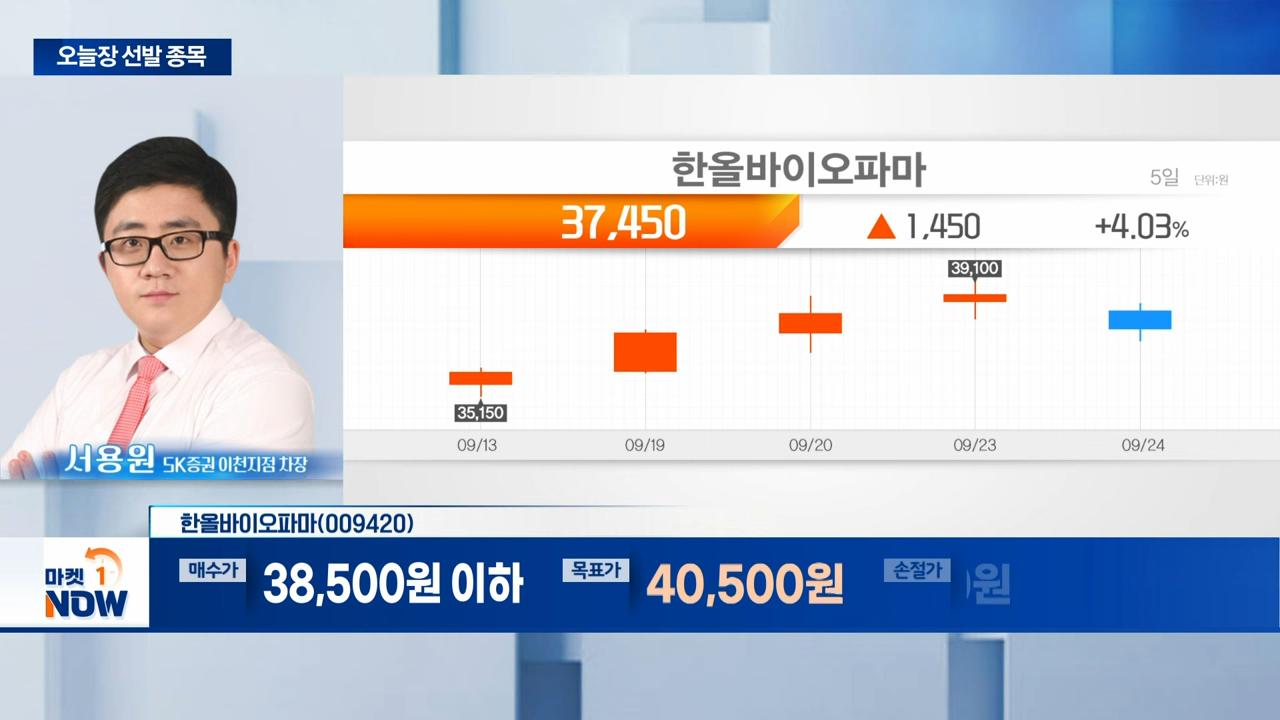 오늘장 선발 종목
한올바이오파마
5일 단위:원
37,450 ▲ 1,450 +4.03%
39,100
35,150
09/13 09/19 09/20 09/23 09/24
서용원 SK증권 이천지점 차장
한올바이오파마(009420)
마켓 1
NOW
매수가 38,500원 이하 목표가 40,500원 손절가 원